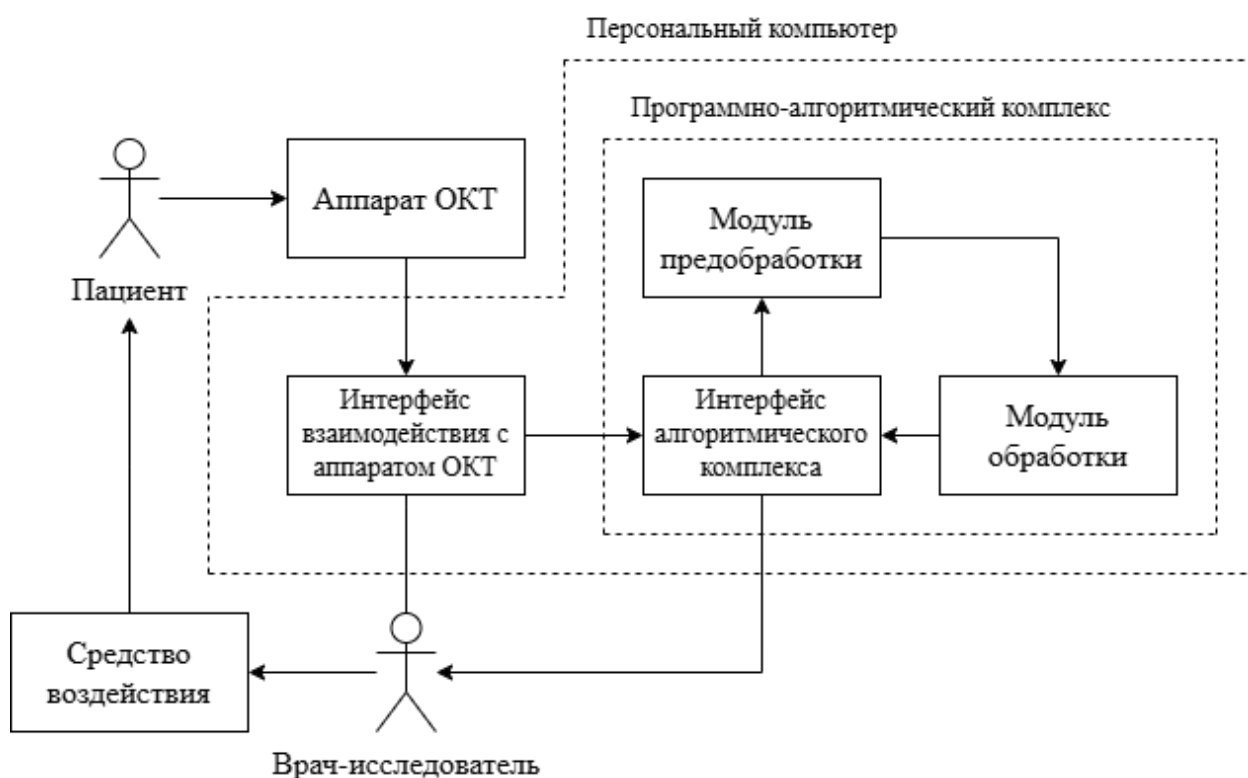 Персональный компьютер
Программно-алгоритмический комплекс
Аппарат ОКТ
Модуль
предобработки
Пациент
Интерфейс
взаимодействия с
аппаратом ОКТ
Интерфейс
алгоритмического
комплекса
Модуль
обработки
Средство
воздействия
Врач-исследователь